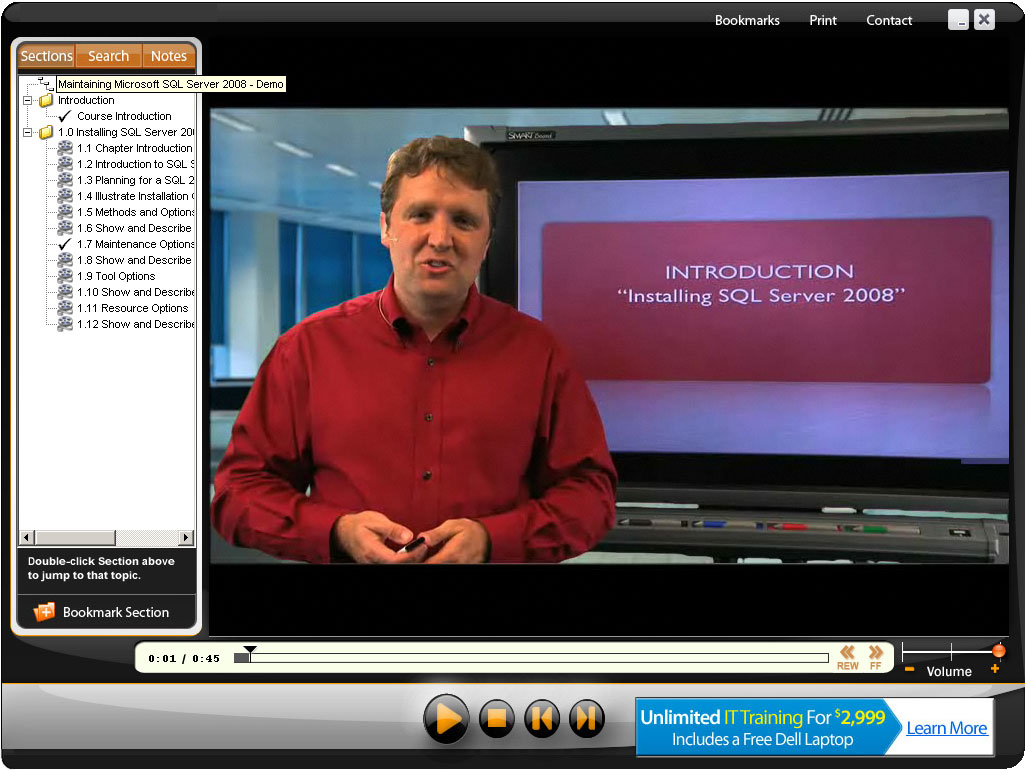 Bookmarks Print Contact
Sections Search Notes
Maintaining Microsoft SQL Server 2008 - Demo
Introduction
Course Introduction
1.0 Installing SQL Server 200
1.1 Chapter Introduction
1.2 Introduction to SQL S
1.3 Planning for a SQL 2
1.4 Illustrate Installation
1.5 Methods and Options
1.6 Show and Describe
1.7 Maintenance Options
1.8 Show and Describe
1.9 Tool Options
1.10 Show and Describe
1.11 Resource Options
1.12 Show and Describe
SMART Board
INTRODUCTION
“Installing SQL Server 2008”
Double-click Section above
to jump to that topic.
Bookmark Section
0:01 / 0:45
REW FF
Volume
Unlimited IT Training For $2,999
Includes a Free Dell Laptop
Learn More